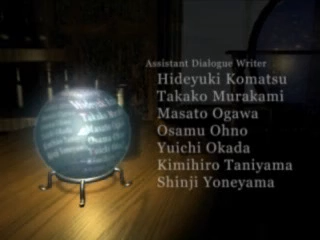 Assistant Dialogue Writer
Hideyuki Komatsu
Takako Murakami
Masato Ogawa
Osamu Ohno
Yuichi Okada
Kimihiro Taniyama
Shinji Yoneyama